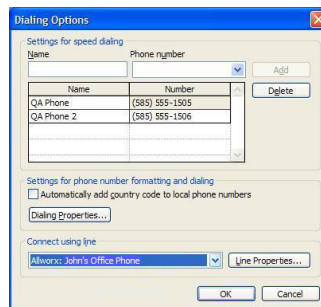 Dialing Options
Settings for speed dialing
Name Phone number
Add
Name Number Delete
QA Phone (585) 555-1505
QA Phone 2 (585) 555-1506
Settings for phone number formatting and dialing
Automatically add country code to local phone numbers
Dialing Properties...
Connect using line
Allworx: John's Office Phone Line Properties...
OK Cancel